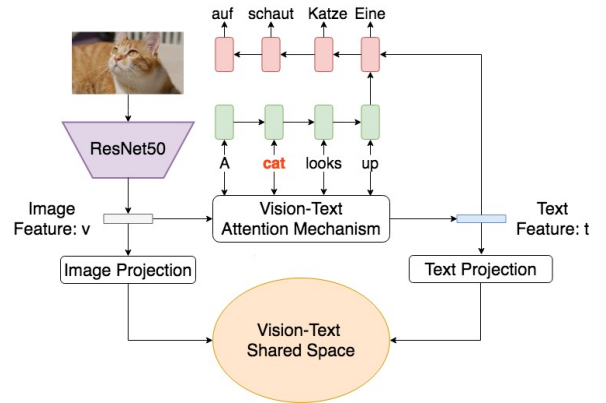 auf schaut Katze Eine
ResNet50
A cat looks up
Image
Feature: v
Vision-Text
Attention Mechanism
Text
Feature: t
Image Projection
Text Projection
Vision-Text
Shared Space